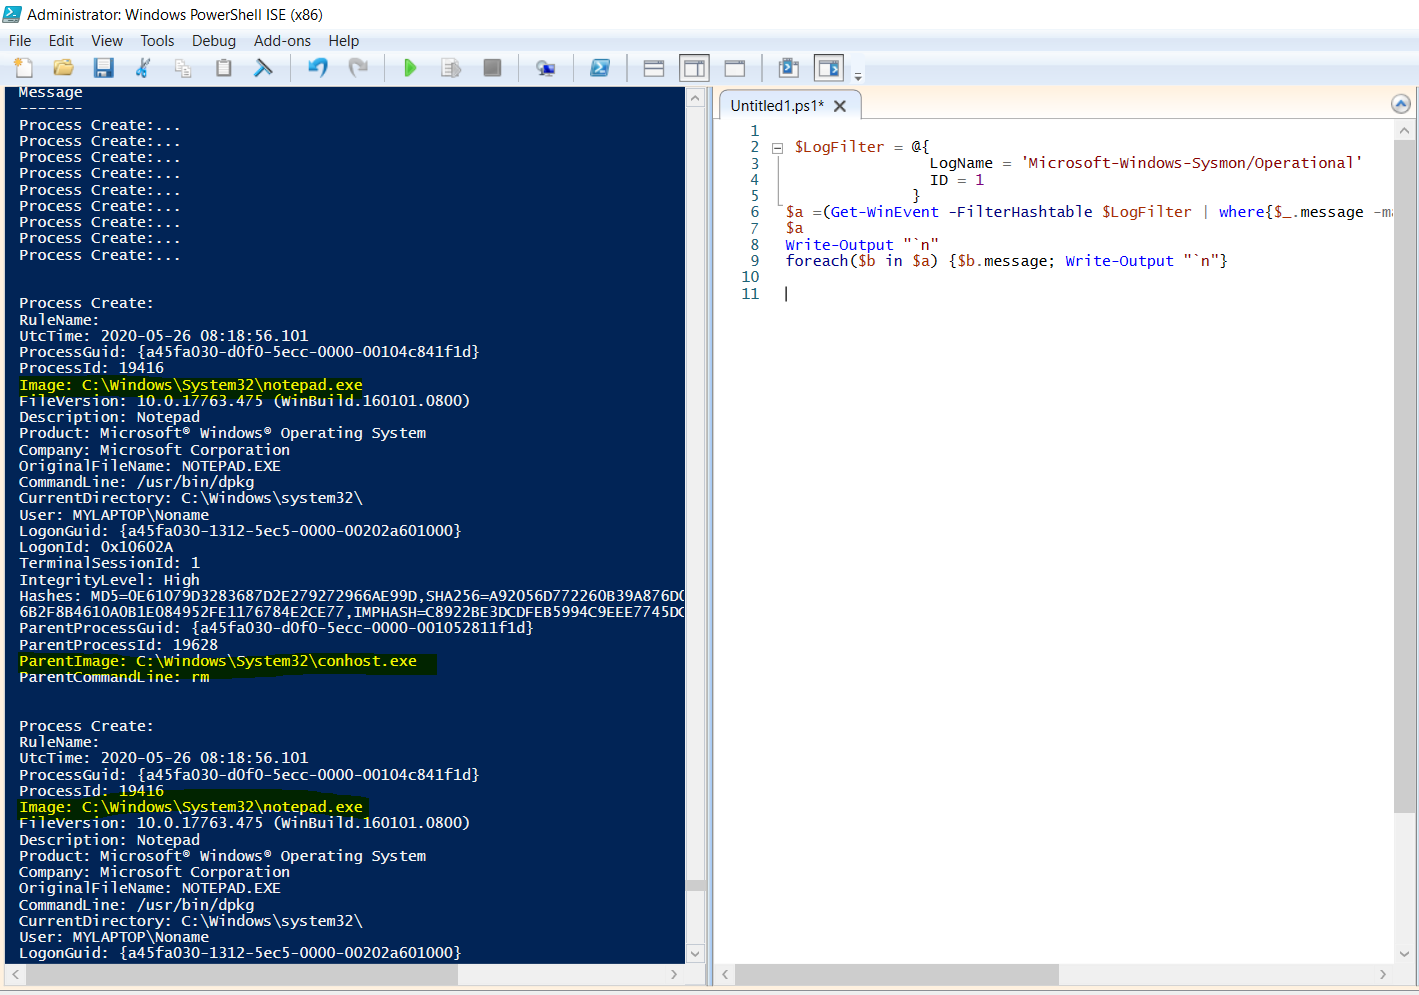 Administrator: Windows PowerShell ISE (x86)
File Edit View Tools Debug Add-ons Help
Message
-------
Process Create:...
Process Create:...
Process Create:...
Process Create:...
Process Create:...
Process Create:...
Process Create:...
Process Create:...
Process Create:...
Process Create:
RuleName:
UtcTime: 2020-05-26 08:18:56.101
ProcessGuid: {a45fa030-d0f0-5ecc-0000-00104c841f1d}
ProcessId: 19416
Image: C:\Windows\System32\notepad.exe
FileVersion: 10.0.17763.475 (WinBuild.160101.0800)
Description: Notepad
Product: Microsoft® Windows® Operating System
Company: Microsoft Corporation
OriginalFileName: NOTEPAD.EXE
CommandLine: /usr/bin/dpkg
CurrentDirectory: C:\Windows\system32\
User: MYLAPTOP\Noname
LogonGuid: {a45fa030-1312-5ec5-0000-00202a601000}
LogonId: 0x10602A
TerminalSessionId: 1
IntegrityLevel: High
Hashes: MD5=0E61079D3283687D2E279272966AE99D,SHA256=A92056D772260B39A876D0
6B2F8B4610A0B1E084952FE1176784E2CE77,IMPHASH=C8922BE3DCDFEB5994C9EEE7745DC
ParentProcessGuid: {a45fa030-d0f0-5ecc-0000-001052811f1d}
ParentProcessId: 19628
ParentImage: C:\Windows\System32\conhost.exe
ParentCommandLine: rm
Process Create:
RuleName:
UtcTime: 2020-05-26 08:18:56.101
ProcessGuid: {a45fa030-d0f0-5ecc-0000-00104c841f1d}
ProcessId: 19416
Image: C:\Windows\System32\notepad.exe
FileVersion: 10.0.17763.475 (WinBuild.160101.0800)
Description: Notepad
Product: Microsoft® Windows® Operating System
Company: Microsoft Corporation
OriginalFileName: NOTEPAD.EXE
CommandLine: /usr/bin/dpkg
CurrentDirectory: C:\Windows\system32\
User: MYLAPTOP\Noname
LogonGuid: {a45fa030-1312-5ec5-0000-00202a601000}
Untitled1.ps1*
1
2 $LogFilter = @{
3 LogName = 'Microsoft-Windows-Sysmon/Operational'
4 ID = 1
5 }
6 $a =(Get-WinEvent -FilterHashtable $LogFilter | where{$_.message -ma
7 $a
8 Write-Output "`n"
9 foreach($b in $a) {$b.message; Write-Output "`n"}
10
11